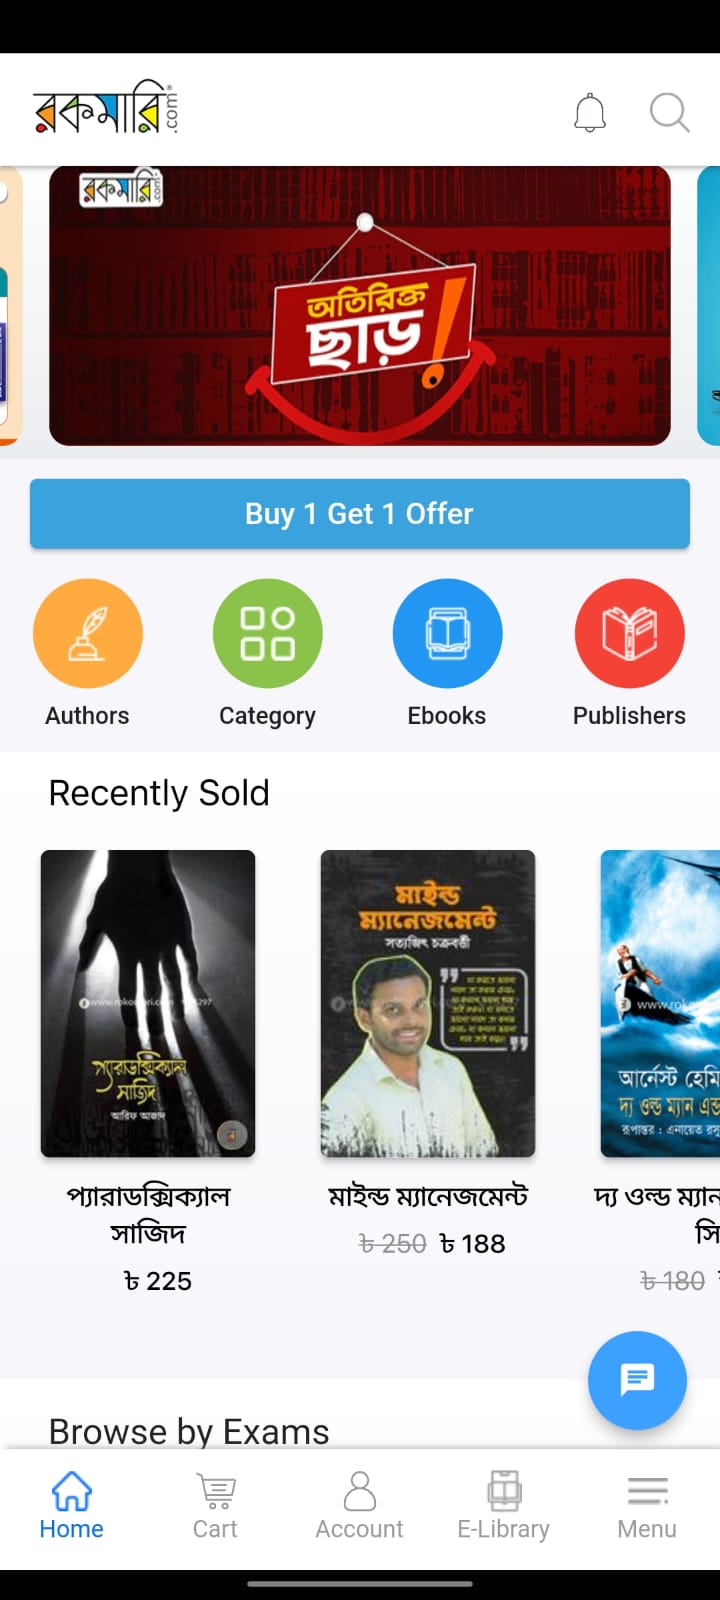 রকমারি.com
রকমারি.com
অতিরিক্ত
ছাড়!
Buy 1 Get 1 Offer
Authors
Category
Ebooks
Publishers
Recently Sold
প্যারাডক্সিক্যাল
সাজিদ
আরিফ আজাদ
মাইন্ড
ম্যানেজমেন্ট
সত্যজিৎ চক্রবর্ত্তী
www.rok
আর্নেস্ট হেমি
দ্য ওল্ড ম্যান এন্ড
রূপান্তর : এনায়েত রসু
প্যারাডক্সিক্যাল
সাজিদ
৳ 225
মাইন্ড ম্যানেজমেন্ট
৳ 250 ৳ 188
দ্য ওল্ড ম্যান
সি
৳ 180
Browse by Exams
Home
Cart
Account
E-Library
Menu